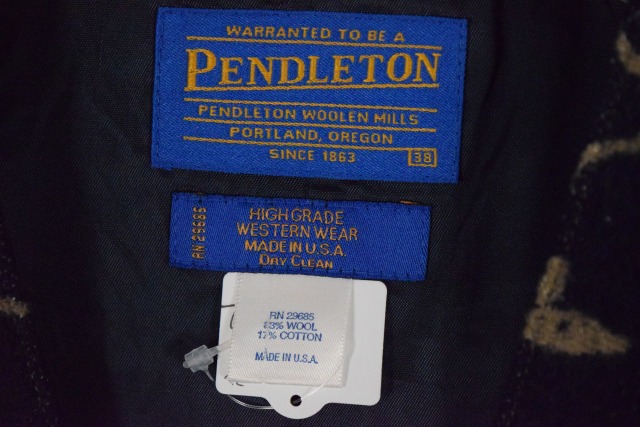 WARRANTED TO BE A
PENDLETON
PENDLETON WOOLEN MILLS
PORTLAND, OREGON
SINCE 1863
38
RN 29685
HIGH GRADE
WESTERN WEAR
MADE IN U.S.A.
DRY CLEAN
RN 29685
83% WOOL
17% COTTON
MADE IN U.S.A.